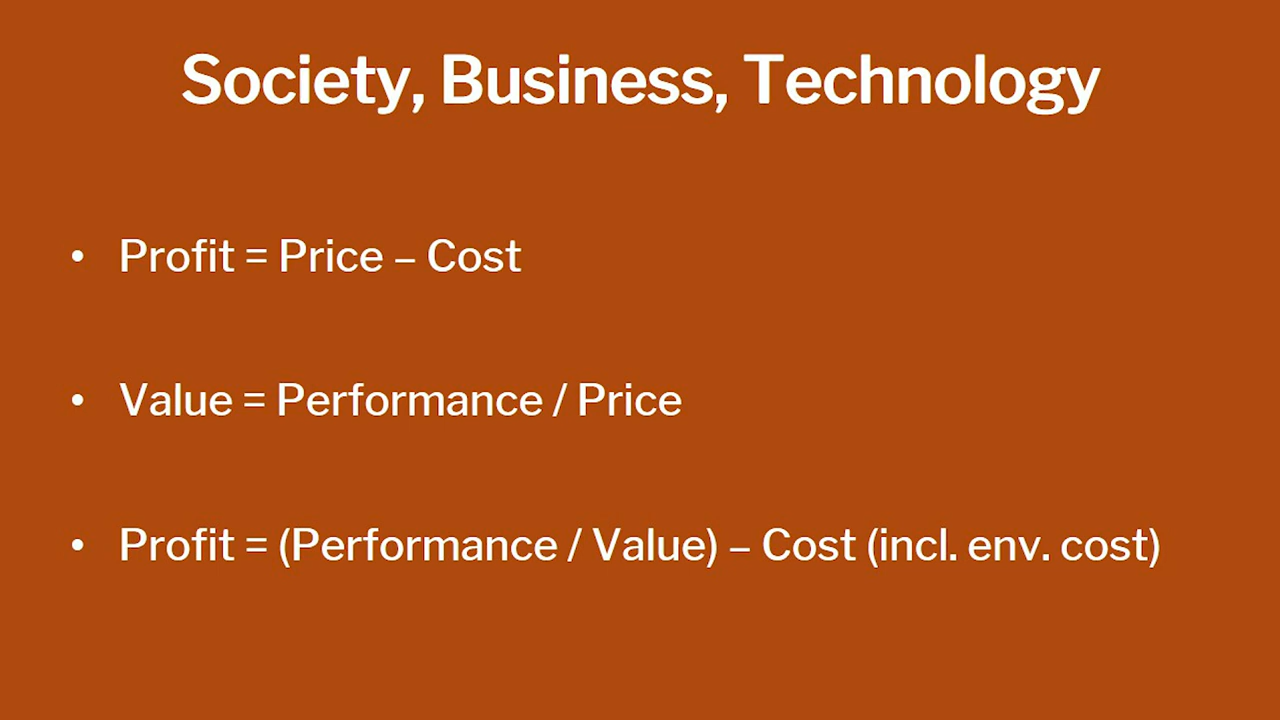 Society, Business, Technology
• Profit = Price – Cost
• Value = Performance / Price
• Profit = (Performance / Value) – Cost (incl. env. cost)